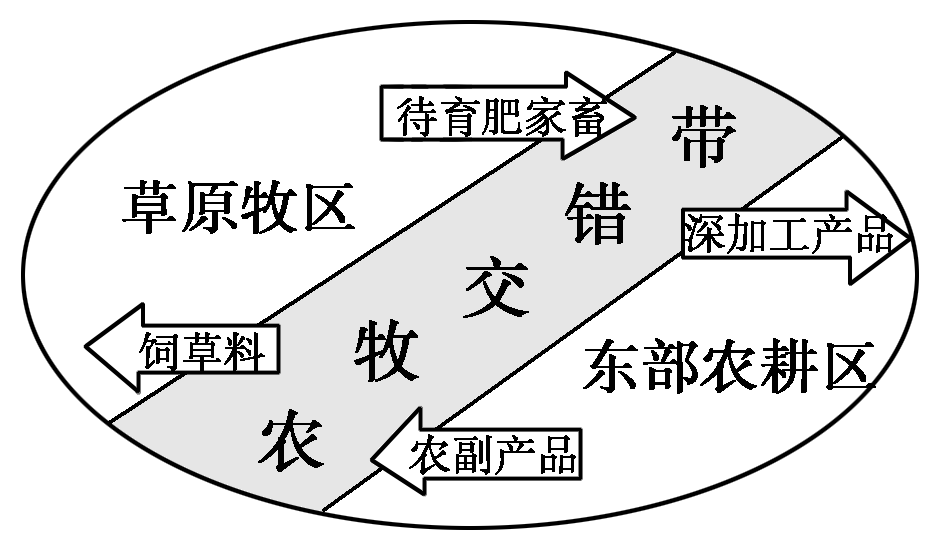 待育肥家畜
草原牧区
深加工产品
饲草料
东部农耕区
农副产品
农牧交错带